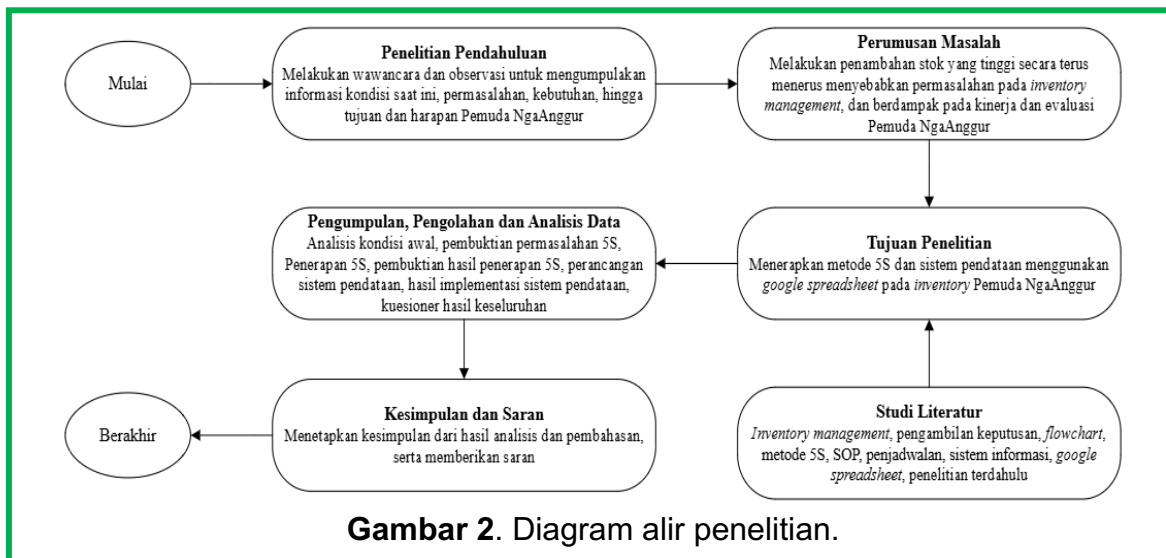 Mulai
Penelitian Pendahuluan
Melakukan wawancara dan observasi untuk mengumpulakan
informasi kondisi saat ini, permasalahan, kebutuhan, hingga
tujuan dan harapan Pemuda NgaAnggur
Perumusan Masalah
Melakukan penambahan stok yang tinggi secara terus
menerus menyebabkan permasalahan pada inventory
management, dan berdampak pada kinerja dan evaluasi
Pemuda NgaAnggur
Tujuan Penelitian
Menerapkan metode 5S dan sistem pendataan menggunakan
google spreadsheet pada inventory Pemuda NgaAnggur
Studi Literatur
Inventory management, pengambilan keputusan, flowchart,
metode 5S, SOP, penjadwalan, sistem informasi, google
spreadsheet, penelitian terdahulu
Pengumpulan, Pengolahan dan Analisis Data
Analisis kondisi awal, pembuktian permasalahan 5S,
Penerapan 5S, pembuktian hasil penerapan 5S, perancangan
sistem pendataan, hasil implementasi sistem pendataan,
kuesioner hasil keseluruhan
Kesimpulan dan Saran
Menetapkan kesimpulan dari hasil analisis dan pembahasan,
serta memberikan saran
Berakhir
Gambar 2. Diagram alir penelitian.